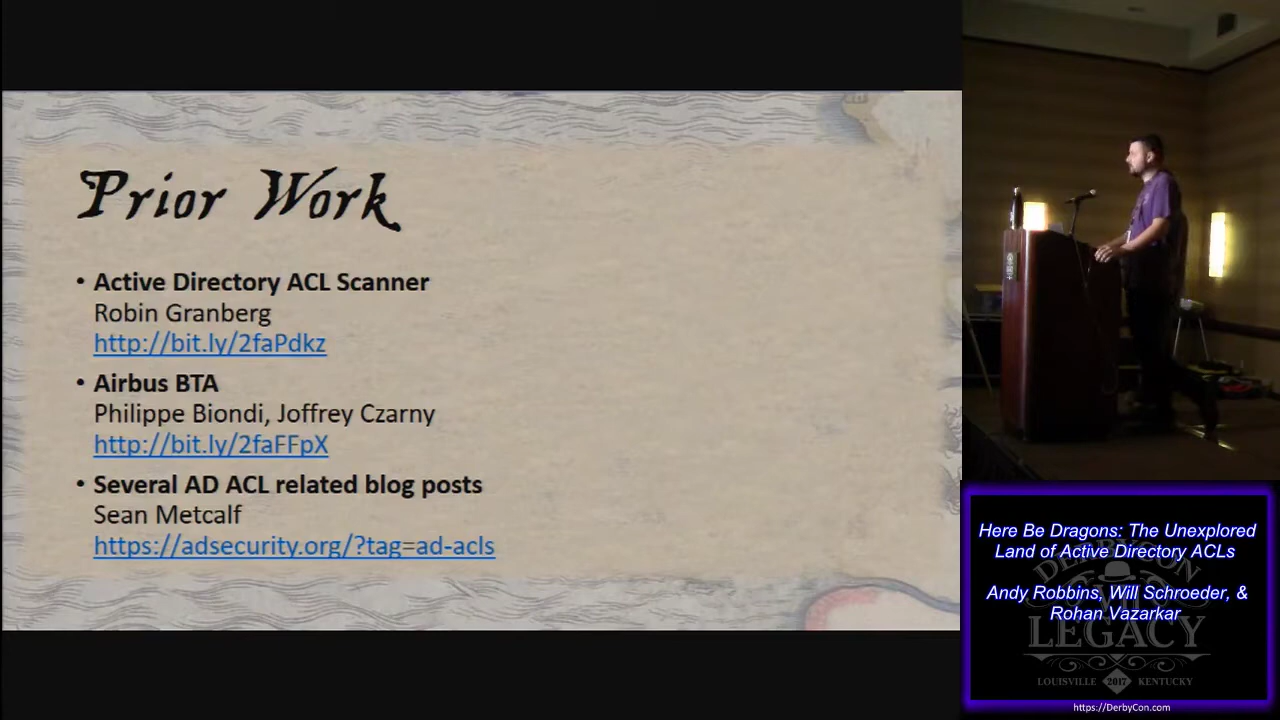 Prior Work
• Active Directory ACL Scanner
Robin Granberg
http://bit.ly/2faPdkz
• Airbus BTA
Philippe Biondi, Joffrey Czarny
http://bit.ly/2faFFpX
• Several AD ACL related blog posts
Sean Metcalf
https://adsecurity.org/?tag=ad-acls
Here Be Dragons: The Unexplored
Land of Active Directory ACLs
Andy Robbins, Will Schroeder, &
Rohan Vazarkar
DERBYCON
LEGACY
LOUISVILLE 2017 KENTUCKY
https://DerbyCon.com